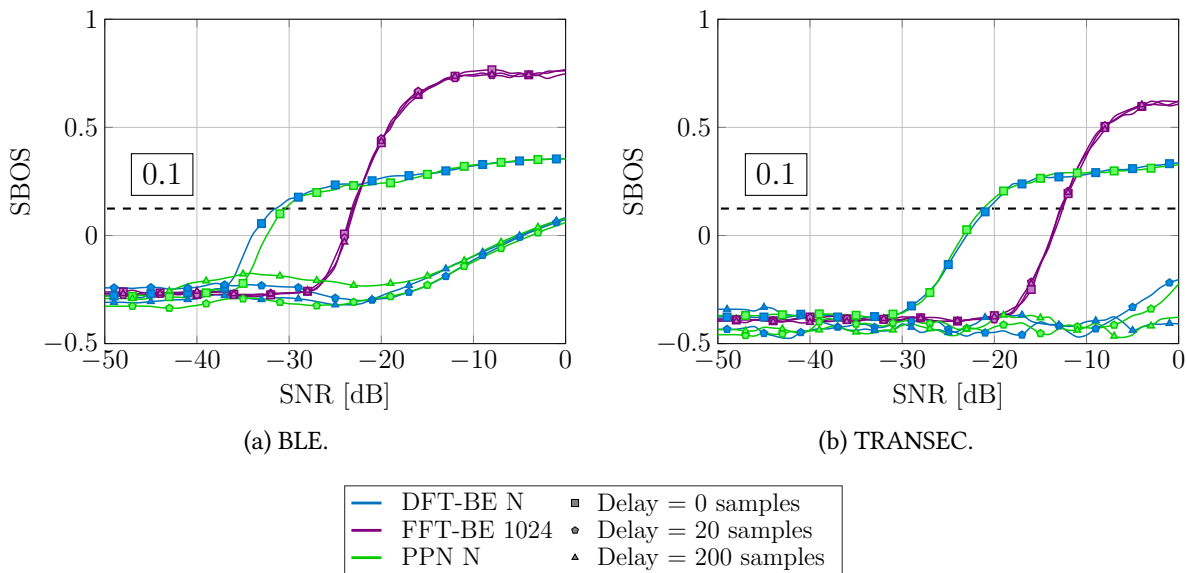 1
0.5
0
−0.5
SBOS
0.1
−50 −40 −30 −20 −10 0
SNR [dB]
(a) BLE.
1
0.5
0
−0.5
SBOS
0.1
−50 −40 −30 −20 −10 0
SNR [dB]
(b) TRANSEC.
DFT-BE N Delay = 0 samples
FFT-BE 1024 Delay = 20 samples
PPN N Delay = 200 samples